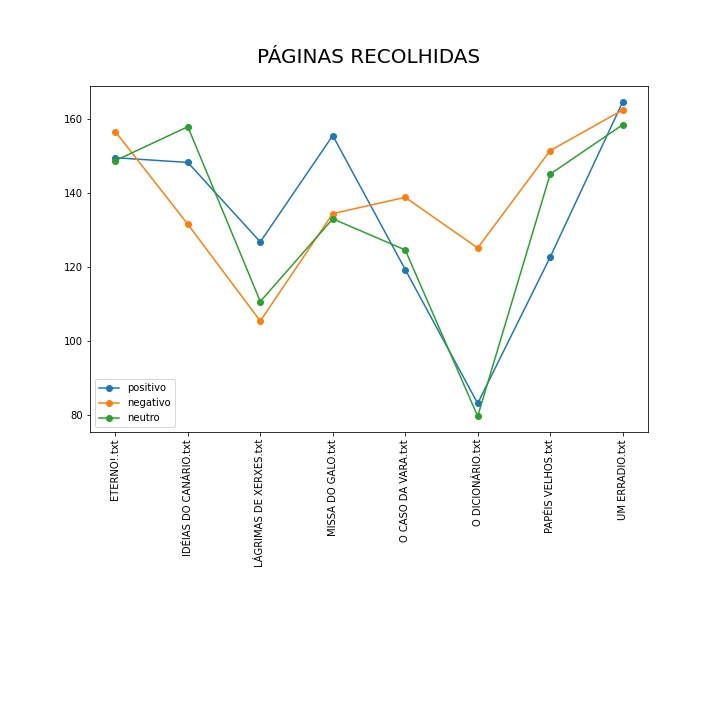 PÁGINAS RECOLHIDAS
160
140
120
100
80
positivo
negativo
neutro
ETERNO!.txt
IDÉIAS DO CANÁRIO.txt
LÁGRIMAS DE XERXES.txt
MISSA DO GALO.txt
O CASO DA VARA.txt
O DICIONÁRIO.txt
PAPÉIS VELHOS.txt
UM ERRADIO.txt